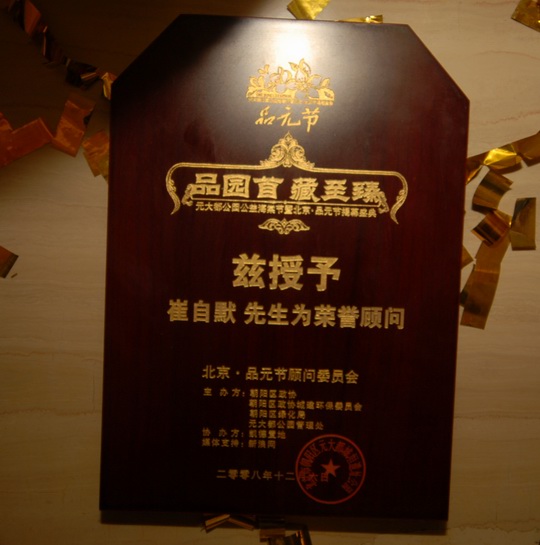 品元节
品园首藏至臻
元大都公园公益海棠节暨北京·品元节揭幕盛典
兹授予
崔自默 先生为荣誉顾问
北京·品元节顾问委员会
主 办 方：朝阳区政协
朝阳区政协城建环保委员会
朝阳区绿化局
元大都公园管理处
协 办 方：凯德置地
媒体支持：新浪网
二零零八年十二